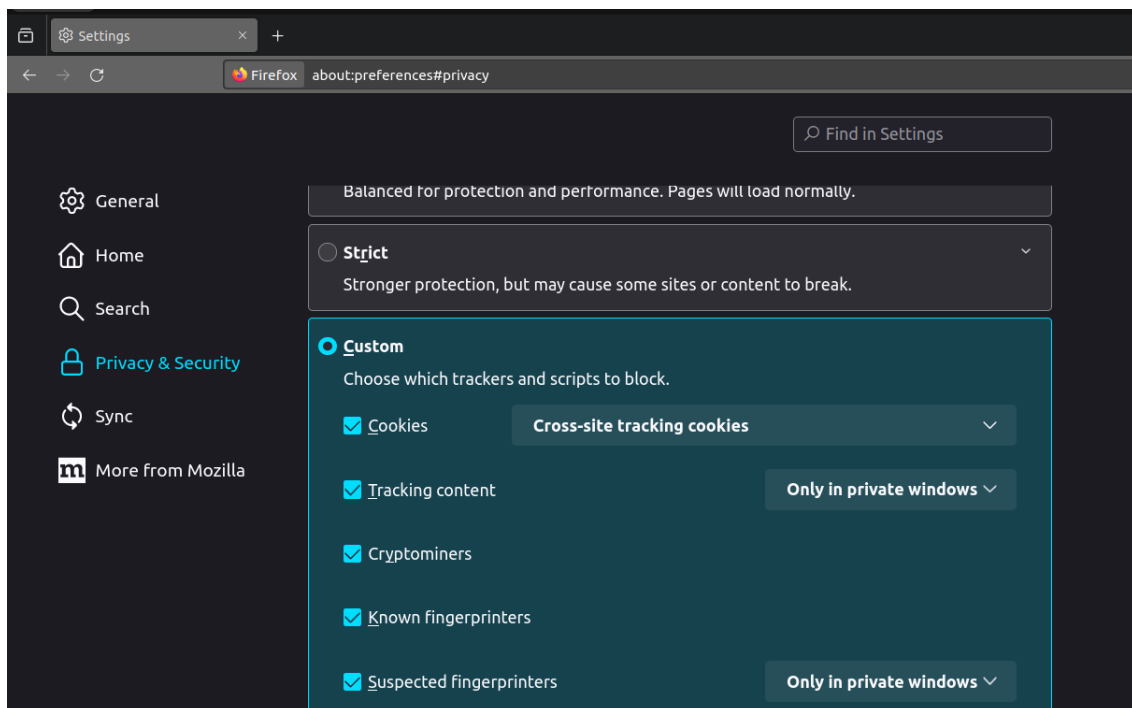 Settings
Firefox about:preferences#privacy
Find in Settings
General
Home
Search
Privacy & Security
Sync
m More from Mozilla
Balanced for protection and performance. Pages will load normally.
Strict
Stronger protection, but may cause some sites or content to break.
Custom
Choose which trackers and scripts to block.
Cookies Cross-site tracking cookies
Tracking content Only in private windows
Cryptominers
Known fingerprinters
Suspected fingerprinters Only in private windows